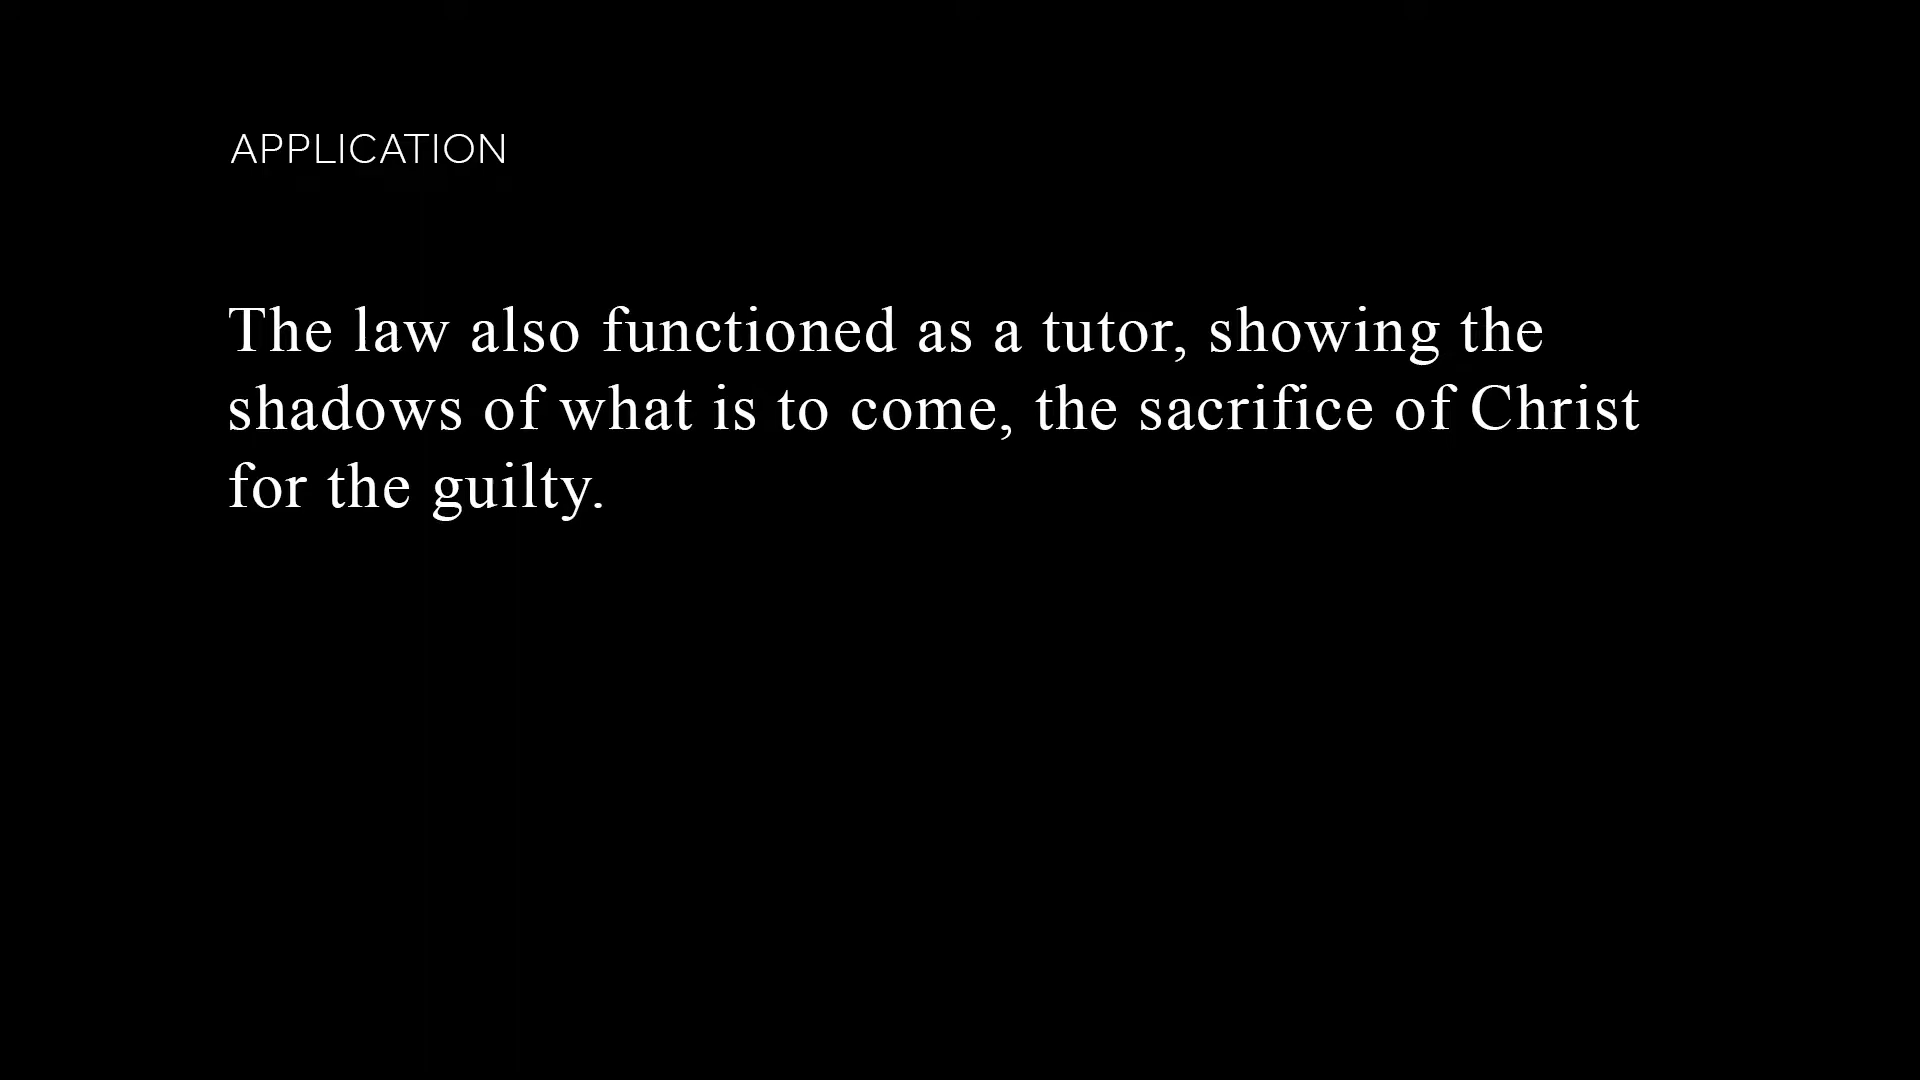 APPLICATION
The law also functioned as a tutor, showing the
shadows of what is to come, the sacrifice of Christ
for the guilty.